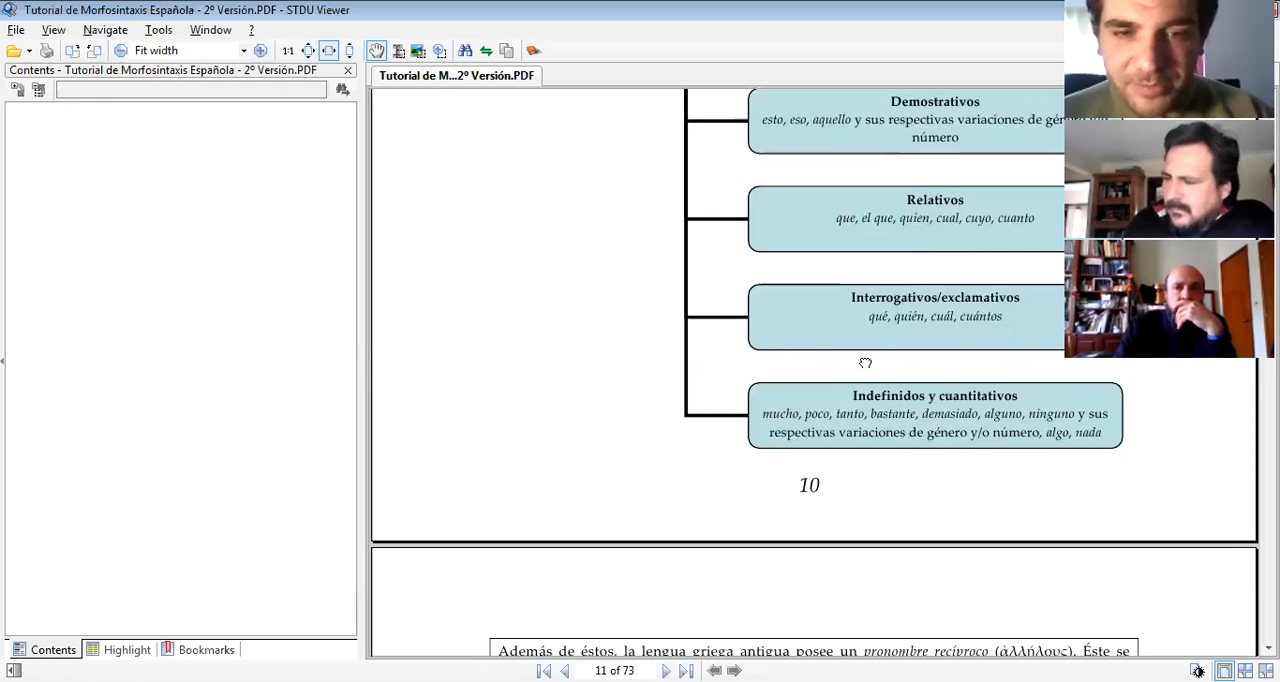 Tutorial de Morfosintaxis Española - 2º Versión.PDF - STDU Viewer
File View Navigate Tools Window ?
Fit width 1:1
Contents - Tutorial de Morfosintaxis Española - 2º Versión.PDF
Tutorial de M...2º Versión.PDF
Demostrativos
esto, eso, aquello y sus respectivas variaciones de género y/o
número
Relativos
que, el que, quien, cual, cuyo, cuanto
Interrogativos/exclamativos
qué, quién, cuál, cuántos
Indefinidos y cuantitativos
mucho, poco, tanto, bastante, demasiado, alguno, ninguno y sus
respectivas variaciones de género y/o número, algo, nada
10
Además de éstos, la lengua griega antigua posee un pronombre recíproco (ἀλλήλους). Éste se
Contents Highlight Bookmarks
11 of 73